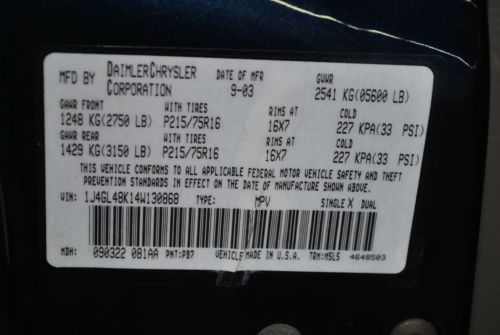 MFD BY DAIMLERCHRYSLER CORPORATION DATE OF MFR 9-03 GVWR 2541 KG(05600 LB)
GAWR FRONT WITH TIRES RIMS AT COLD
1248 KG(2750 LB) P215/75R16 16X7 227 KPA(33 PSI)
GAWR REAR WITH TIRES RIMS AT COLD
1429 KG(3150 LB) P215/75R16 16X7 227 KPA(33 PSI)
THIS VEHICLE CONFORMS TO ALL APPLICABLE FEDERAL MOTOR VEHICLE SAFETY AND THEFT
PREVENTION STANDARDS IN EFFECT ON THE DATE OF MANUFACTURE SHOWN ABOVE.
VIN: 1J4GL48K14W130868 TYPE: MPV SINGLE X DUAL
MDH: 090322 081AA PNT:PB7 VEHICLE MADE IN U.S.A. TRM:M5L5 4648503